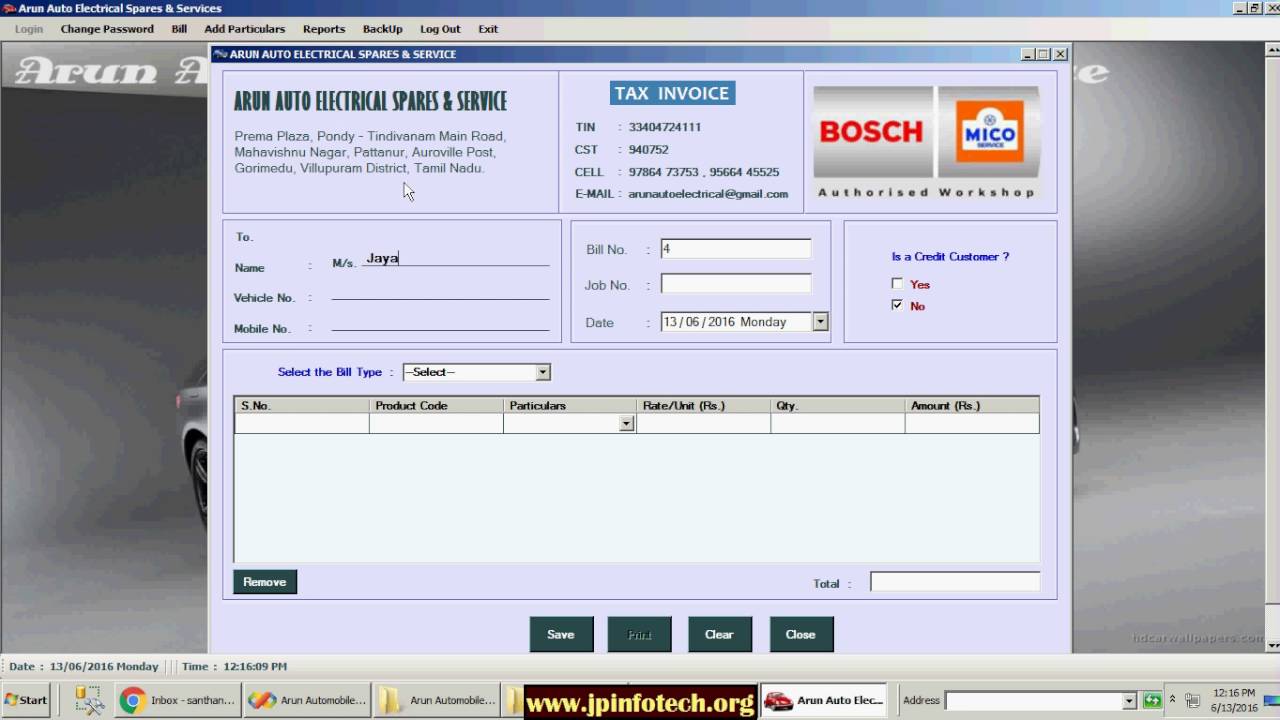 Arun Auto Electrical Spares & Services
Login Change Password Bill Add Particulars Reports BackUp Log Out Exit
ARUN AUTO ELECTRICAL SPARES & SERVICE
Arun A
ce
ARUN AUTO ELECTRICAL SPARES & SERVICE
Prema Plaza, Pondy - Tindivanam Main Road,
Mahavishnu Nagar, Pattanur, Auroville Post,
Gorimedu, Villupuram District, Tamil Nadu.
TAX INVOICE
TIN : 33404724111
CST : 940752
CELL : 97864 73753 , 95664 45525
E-MAIL : arunautoelectrical@gmail.com
BOSCH
MICO
SERVICE
Authorised Workshop
To.
Name : M/s. Jaya
Vehicle No. :
Mobile No. :
Bill No. : 4
Job No. :
Date : 13/06/2016 Monday
Is a Credit Customer ?
Yes
No
Select the Bill Type : --Select--
S.No. Product Code Particulars Rate/Unit (Rs.) Qty. Amount (Rs.)
Remove
Total :
Save Print Clear Close
hdcarwallpapers.com
Date : 13/06/2016 Monday Time : 12:16:09 PM
Start Inbox - santhan... Arun Automobile... Arun Automobile... www.jpinfotech.org Arun Auto Elec... Address 12:16 PM
6/13/2016